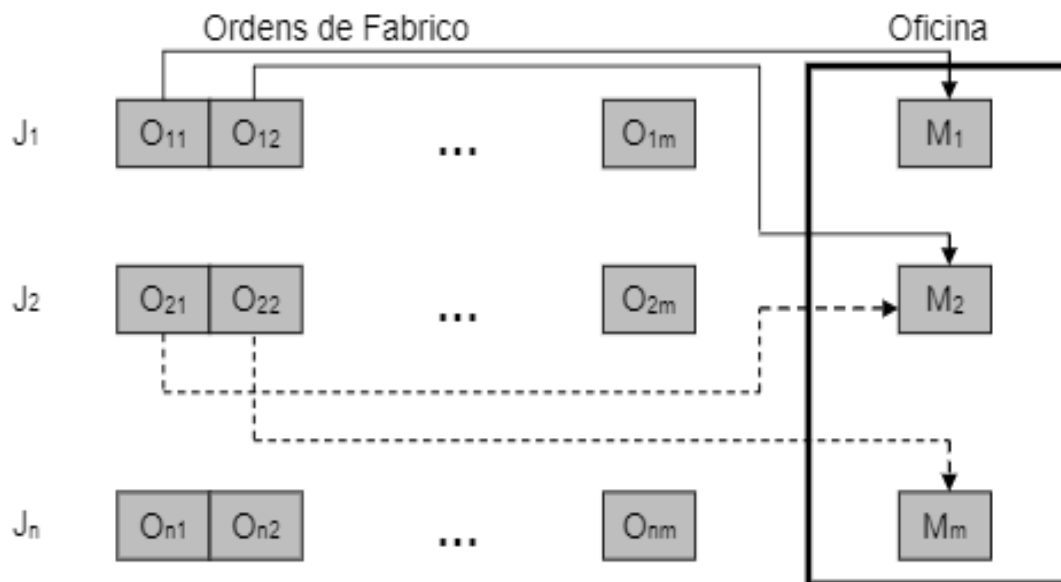 Ordens de Fabrico Oficina
J₁ O₁₁ O₁₂ ... O₁ₘ M₁
J₂ O₂₁ O₂₂ ... O₂ₘ M₂
Jₙ Oₙ₁ Oₙ₂ ... Oₙₘ Mₘ